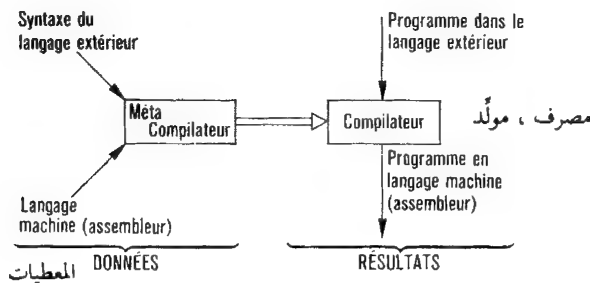 Syntaxe du
langage extérieur
Programme dans le
langage extérieur
Méta
Compilateur
Compilateur
مصرف ، مولّد
Programme en
langage machine
(assembleur)
Langage
machine (assembleur)
DONNÉES
RÉSULTATS
المعطيات